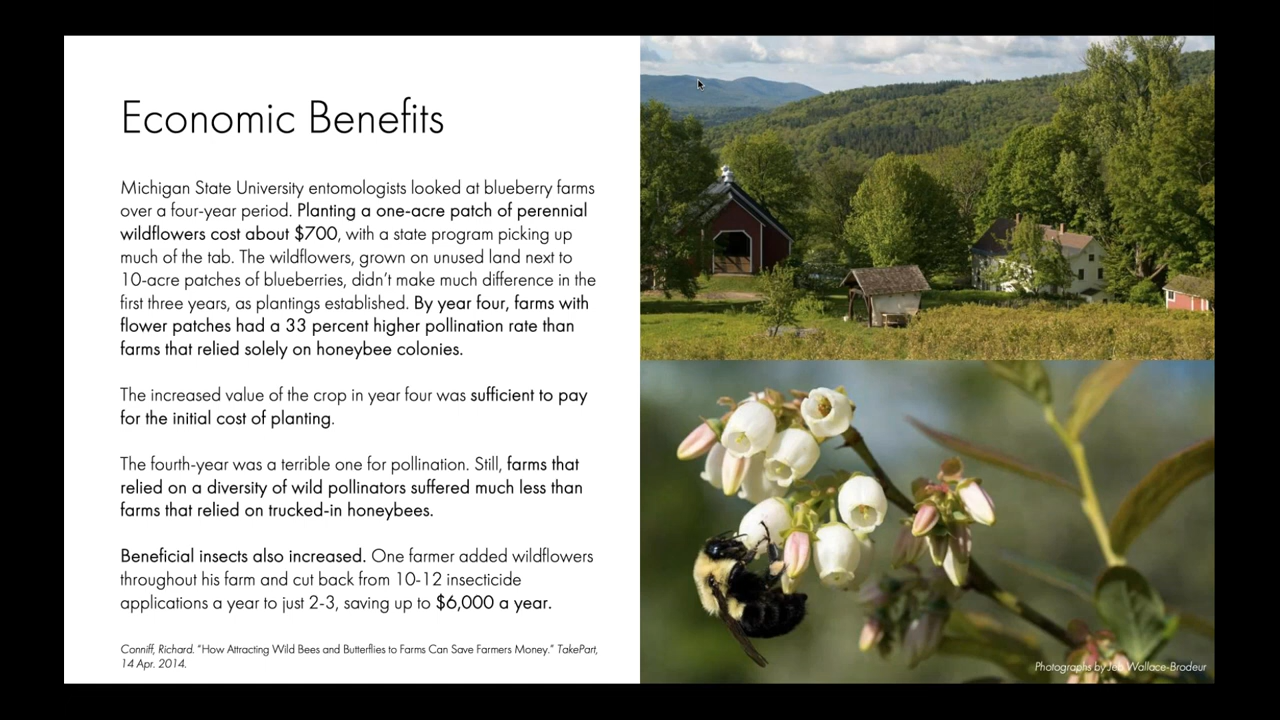 Economic Benefits
Michigan State University entomologists looked at blueberry farms
over a four-year period. Planting a one-acre patch of perennial
wildflowers cost about $700, with a state program picking up
much of the tab. The wildflowers, grown on unused land next to
10-acre patches of blueberries, didn’t make much difference in the
first three years, as plantings established. By year four, farms with
flower patches had a 33 percent higher pollination rate than
farms that relied solely on honeybee colonies.
The increased value of the crop in year four was sufficient to pay
for the initial cost of planting.
The fourth-year was a terrible one for pollination. Still, farms that
relied on a diversity of wild pollinators suffered much less than
farms that relied on trucked-in honeybees.
Beneficial insects also increased. One farmer added wildflowers
throughout his farm and cut back from 10-12 insecticide
applications a year to just 2-3, saving up to $6,000 a year.
Conniff, Richard. “How Attracting Wild Bees and Butterflies to Farms Can Save Farmers Money.” TakePart,
14 Apr. 2014.
Photographs by Jeb Wallace-Brodeur